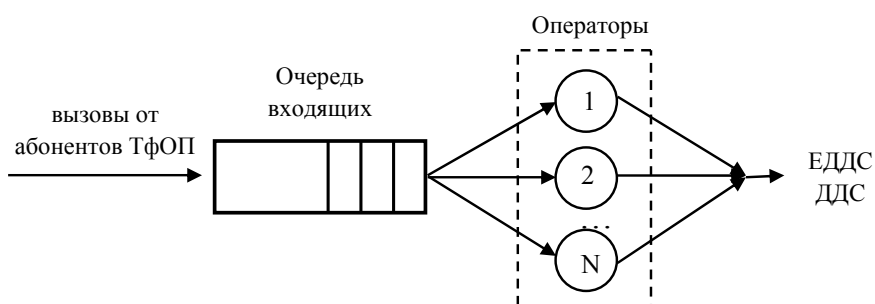 Операторы
Очередь
входящих
вызовы от
абонентов ТфОП
1
2
...
N
ЕДДС
ДДС